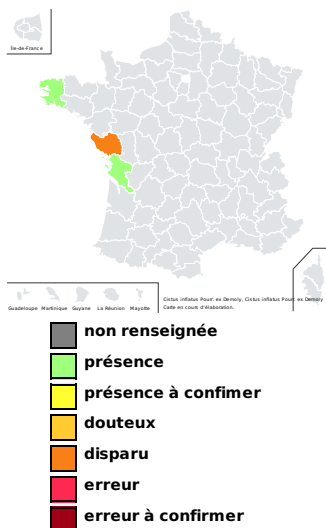 Île-de-France
Guadeloupe Martinique Guyane La Réunion Mayotte
Cistus inflatus Pourr. ex Demoly, Cistus inflatus Pourr. ex Demoly
Carte en cours d'élaboration.
non renseignée
présence
présence à confimer
douteux
disparu
erreur
erreur à confirmer